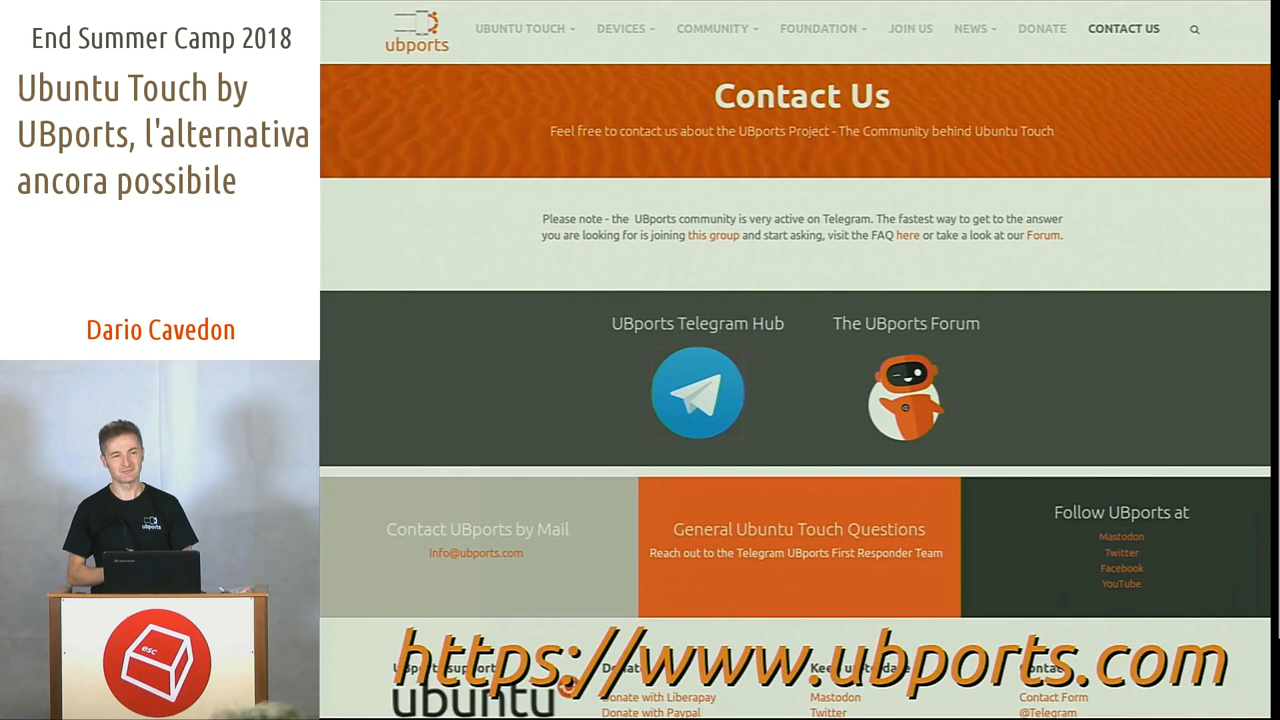 End Summer Camp 2018
Ubuntu Touch by
UBports, l'alternativa
ancora possibile
Dario Cavedon
ubports
UBUNTU TOUCH
DEVICES
COMMUNITY
FOUNDATION
JOIN US
NEWS
DONATE
CONTACT US
Contact Us
Feel free to contact us about the UBports Project - The Community behind Ubuntu Touch
Please note - the UBports community is very active on Telegram. The fastest way to get to the answer
you are looking for is joining this group and start asking, visit the FAQ here or take a look at our Forum.
UBports Telegram Hub
The UBports Forum
Contact UBports by Mail
Info@ubports.com
General Ubuntu Touch Questions
Reach out to the Telegram UBports First Responder Team
Follow UBports at
Mastodon
Twitter
Facebook
YouTube
https://www.ubports.com
ubuntu
Donate with Liberapay
Donate with Paypal
Mastodon
Twitter
Contact Form
@Telegram
ubports
esc